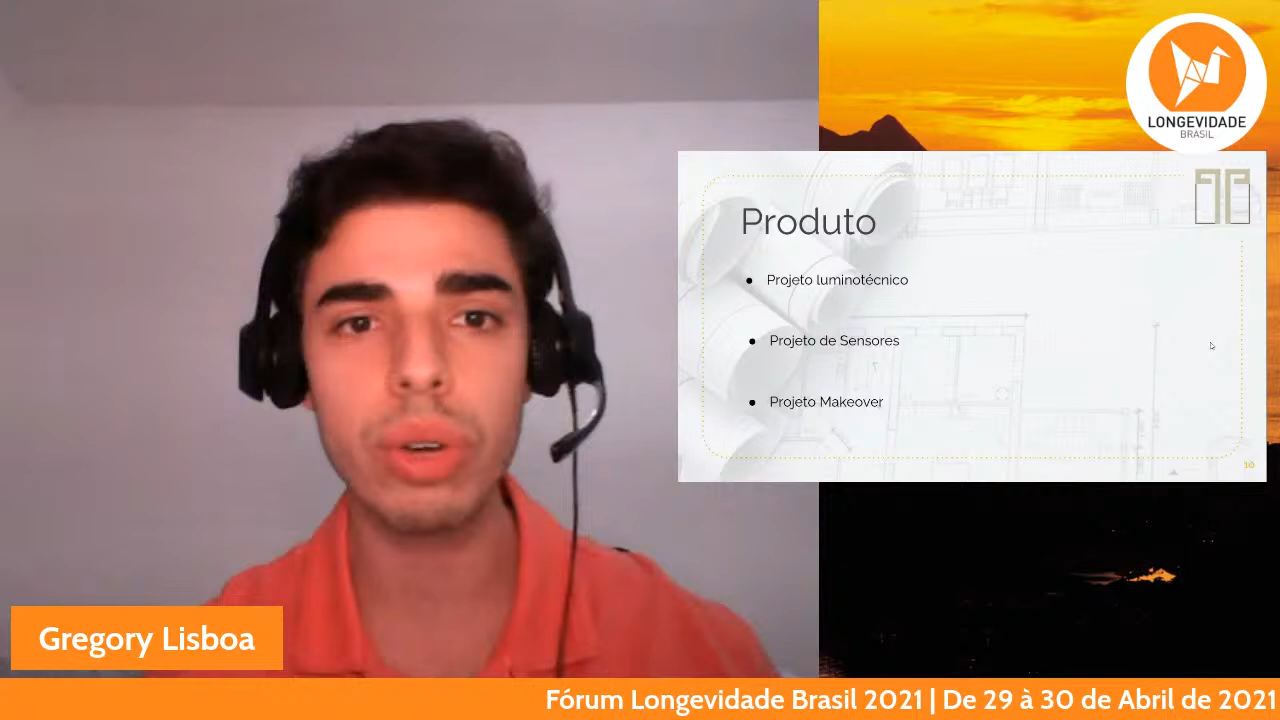 LONGEVIDADE
BRASIL
Produto
● Projeto luminotécnico
● Projeto de Sensores
● Projeto Makeover
10
Gregory Lisboa
Fórum Longevidade Brasil 2021 | De 29 à 30 de Abril de 2021